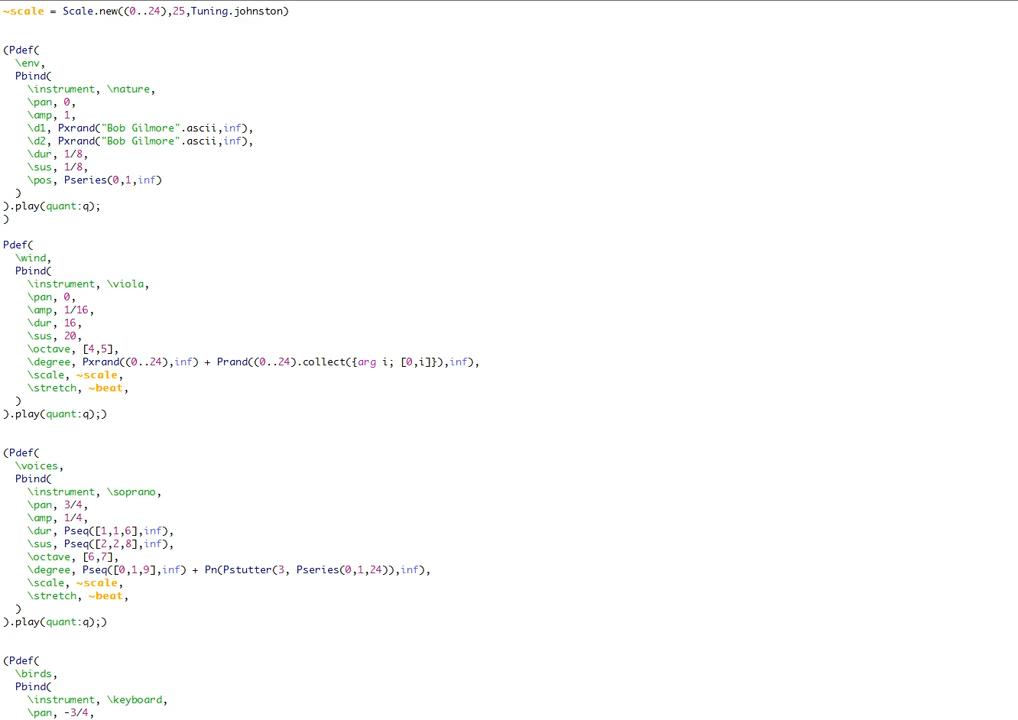 ~scale = Scale.new((0..24),25,Tuning.johnston)
(Pdef(
\env,
Pbind(
\instrument, \nature,
\pan, 0,
\amp, 1,
\d1, Pxrand("Bob Gilmore".ascii,inf),
\d2, Pxrand("Bob Gilmore".ascii,inf),
\dur, 1/8,
\sus, 1/8,
\pos, Pseries(0,1,inf)
)
).play(quant:q);
)
Pdef(
\wind,
Pbind(
\instrument, \viola,
\pan, 0,
\amp, 1/16,
\dur, 16,
\sus, 20,
\octave, [4,5],
\degree, Pxrand((0..24),inf) + Prand((0..24).collect({arg i; [0,i]}),inf),
\scale, ~scale,
\stretch, ~beat,
)
).play(quant:q);)
(Pdef(
\voices,
Pbind(
\instrument, \soprano,
\pan, 3/4,
\amp, 1/4,
\dur, Pseq([1,1,6],inf),
\sus, Pseq([2,2,8],inf),
\octave, [6,7],
\degree, Pseq([0,1,9],inf) + Pn(Pstutter(3, Pseries(0,1,24)),inf),
\scale, ~scale,
\stretch, ~beat,
)
).play(quant:q);)
(Pdef(
\birds,
Pbind(
\instrument, \keyboard,
\pan, -3/4,